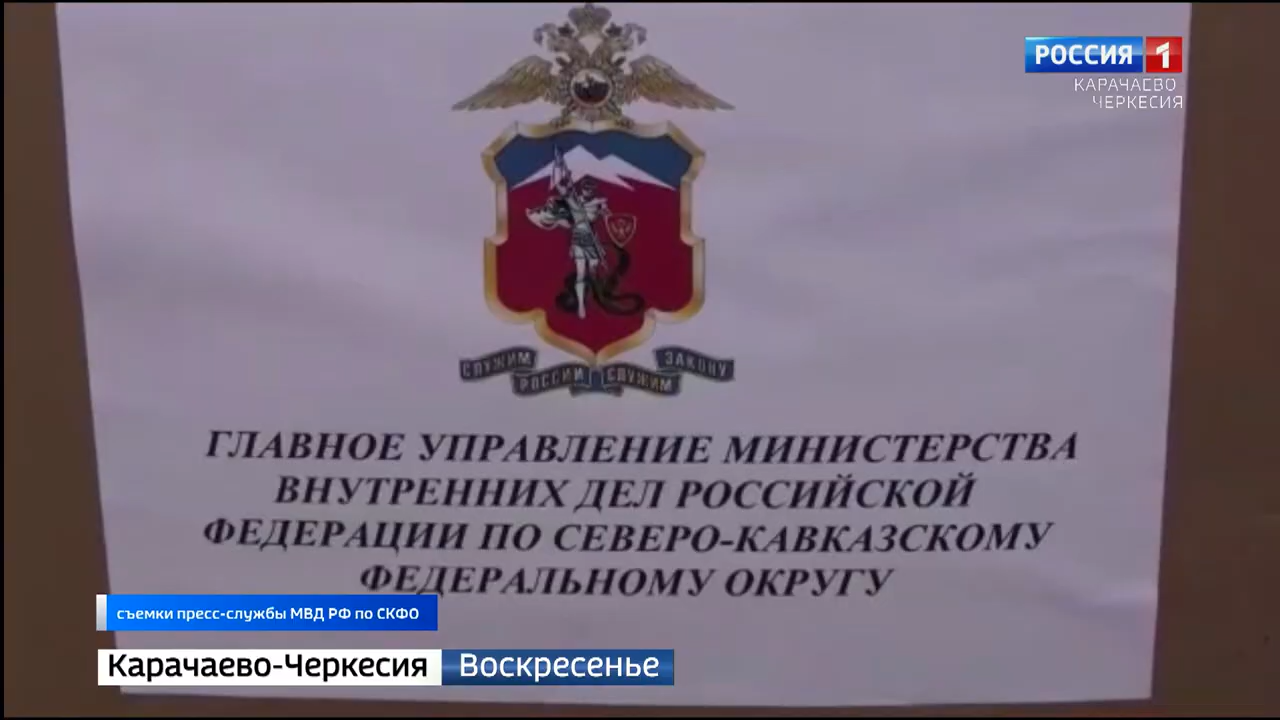 РОССИЯ 1
КАРАЧАЕВО
ЧЕРКЕСИЯ
СЛУЖИМ РОССИИ СЛУЖИМ ЗАКОНУ
ГЛАВНОЕ УПРАВЛЕНИЕ МИНИСТЕРСТВА
ВНУТРЕННИХ ДЕЛ РОССИЙСКОЙ
ФЕДЕРАЦИИ ПО СЕВЕРО-КАВКАЗСКОМУ
ФЕДЕРАЛЬНОМУ ОКРУГУ
съемки пресс-службы МВД РФ по СКФО
Карачаево-Черкесия Воскресенье